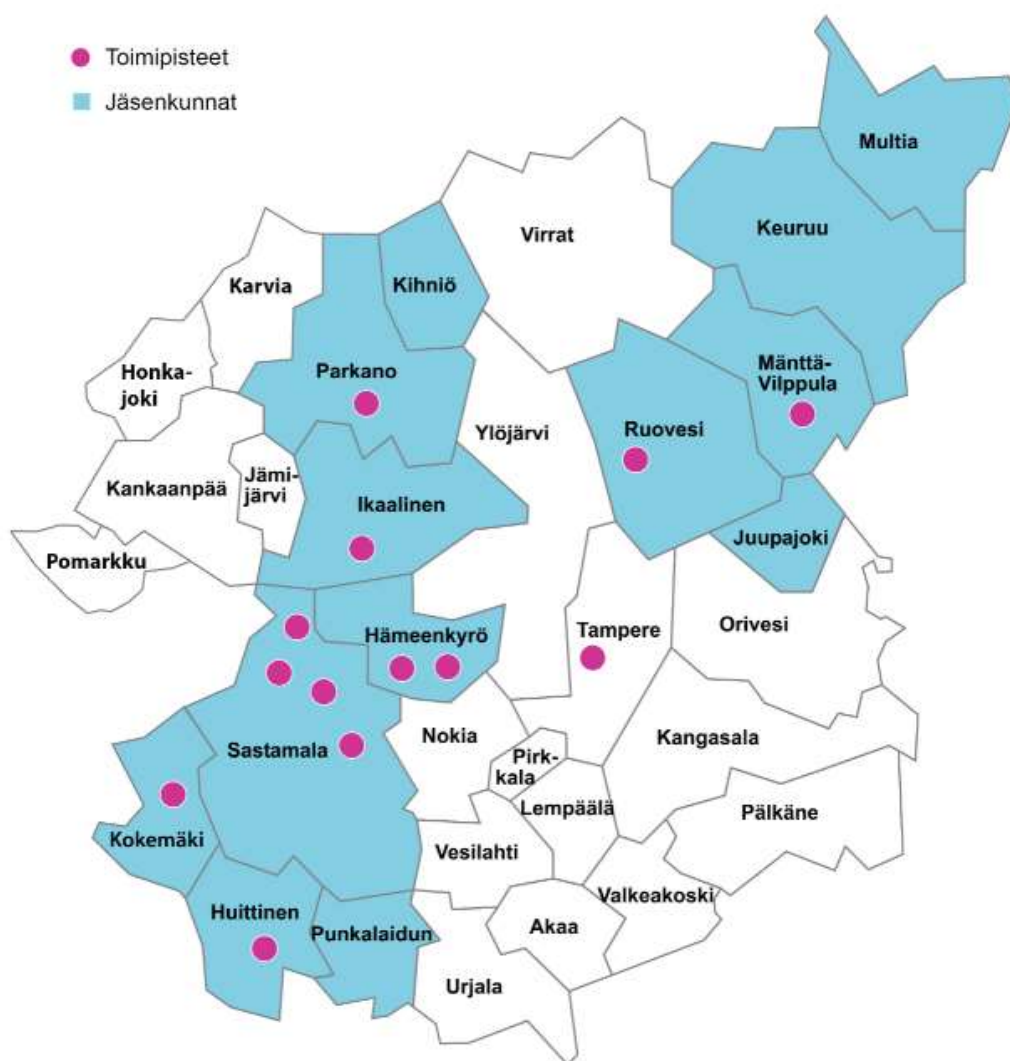 Toimipisteet
Jäsenkunnat
Multia
Keuruu
Virrat
Kihniö
Karvia
Honka-
joki
Parkano
Mänttä-
Vilppula
Ruovesi
Ylöjärvi
Jämi-
järvi
Kankaanpää
Ikaalinen
Juupajoki
Pomarkku
Hämeenkyrö
Tampere
Orivesi
Nokia
Kangasala
Sastamala
Pirk-
kala
Lempäälä
Pälkäne
Kokemäki
Vesilahti
Valkeakoski
Huittinen
Punkalaidun
Akaa
Urjala